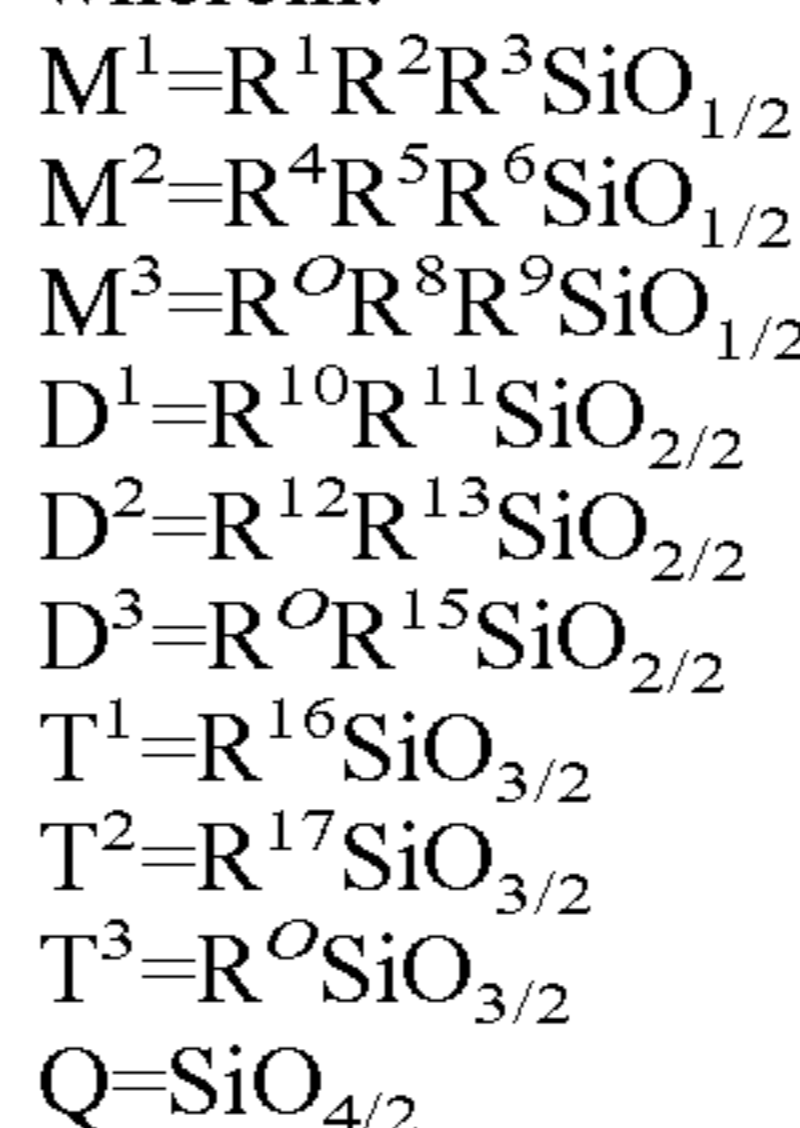 wherein:
M¹=R¹R²R³SiO₁/₂
M²=R⁴R⁵R⁶SiO₁/₂
M³=RᴼR⁸R⁹SiO₁/₂
D¹=R¹⁰R¹¹SiO₂/₂
D²=R¹²R¹³SiO₂/₂
D³=RᴼR¹⁵SiO₂/₂
T¹=R¹⁶SiO₃/₂
T²=R¹⁷SiO₃/₂
T³=RᴼSiO₃/₂
Q=SiO₄/₂